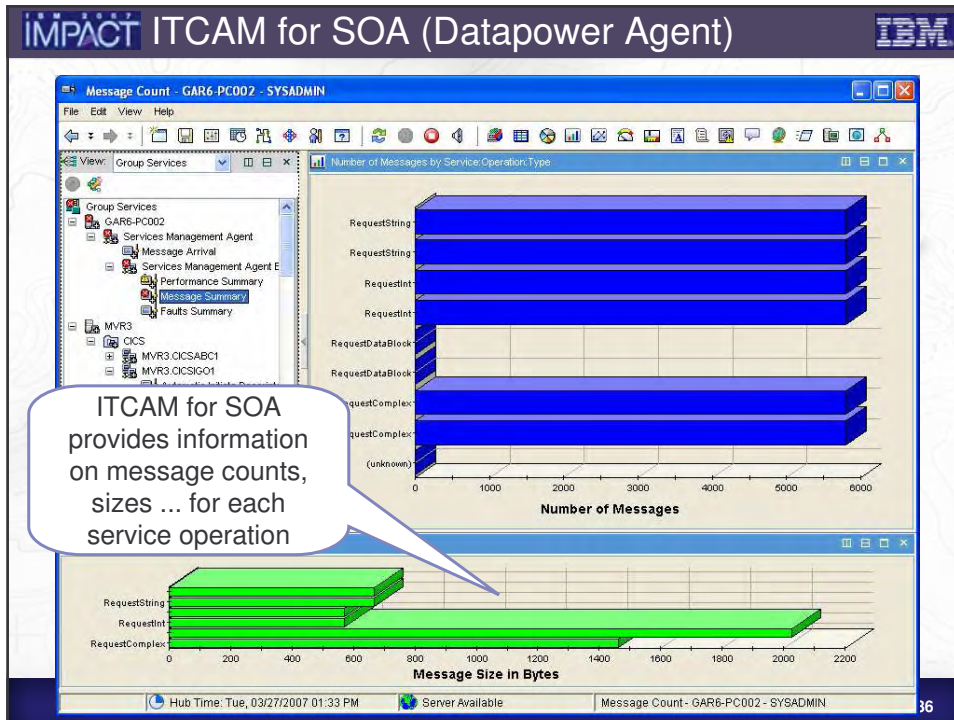 IMPACT ITCAM for SOA (Datapower Agent)
IBM
Message Count - GAR6-PC002 - SYSADMIN
File Edit View Help
View: Group Services
Number of Messages by Service:Operation:Type
Group Services
GAR6-PC002
Services Management Agent
Message Arrival
Services Management Agent E
Performance Summary
Message Summary
Faults Summary
MVR3
CICS
MVR3.CICSABC1
MVR3.CICSIGO1
RequestString
RequestString
RequestInt
RequestInt
RequestDataBlock
RequestDataBlock
questComplex
questComplex
(unknown)
0 1000 2000 3000 4000 5000 6000
Number of Messages
ITCAM for SOA
provides information
on message counts,
sizes ... for each
service operation
RequestString
RequestInt
RequestComplex
0 200 400 600 800 1000 1200 1400 1600 1800 2000 2200
Message Size in Bytes
Hub Time: Tue, 03/27/2007 01:33 PM
Server Available
Message Count - GAR6-PC002 - SYSADMIN
36